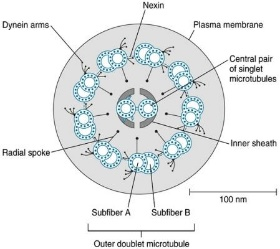 Nexin
Dynein arms
Plasma membrane
Central pair
of singlet
microtubules
Radial spoke
Inner sheath
100 nm
Subfiber A
Subfiber B
Outer doublet microtubule